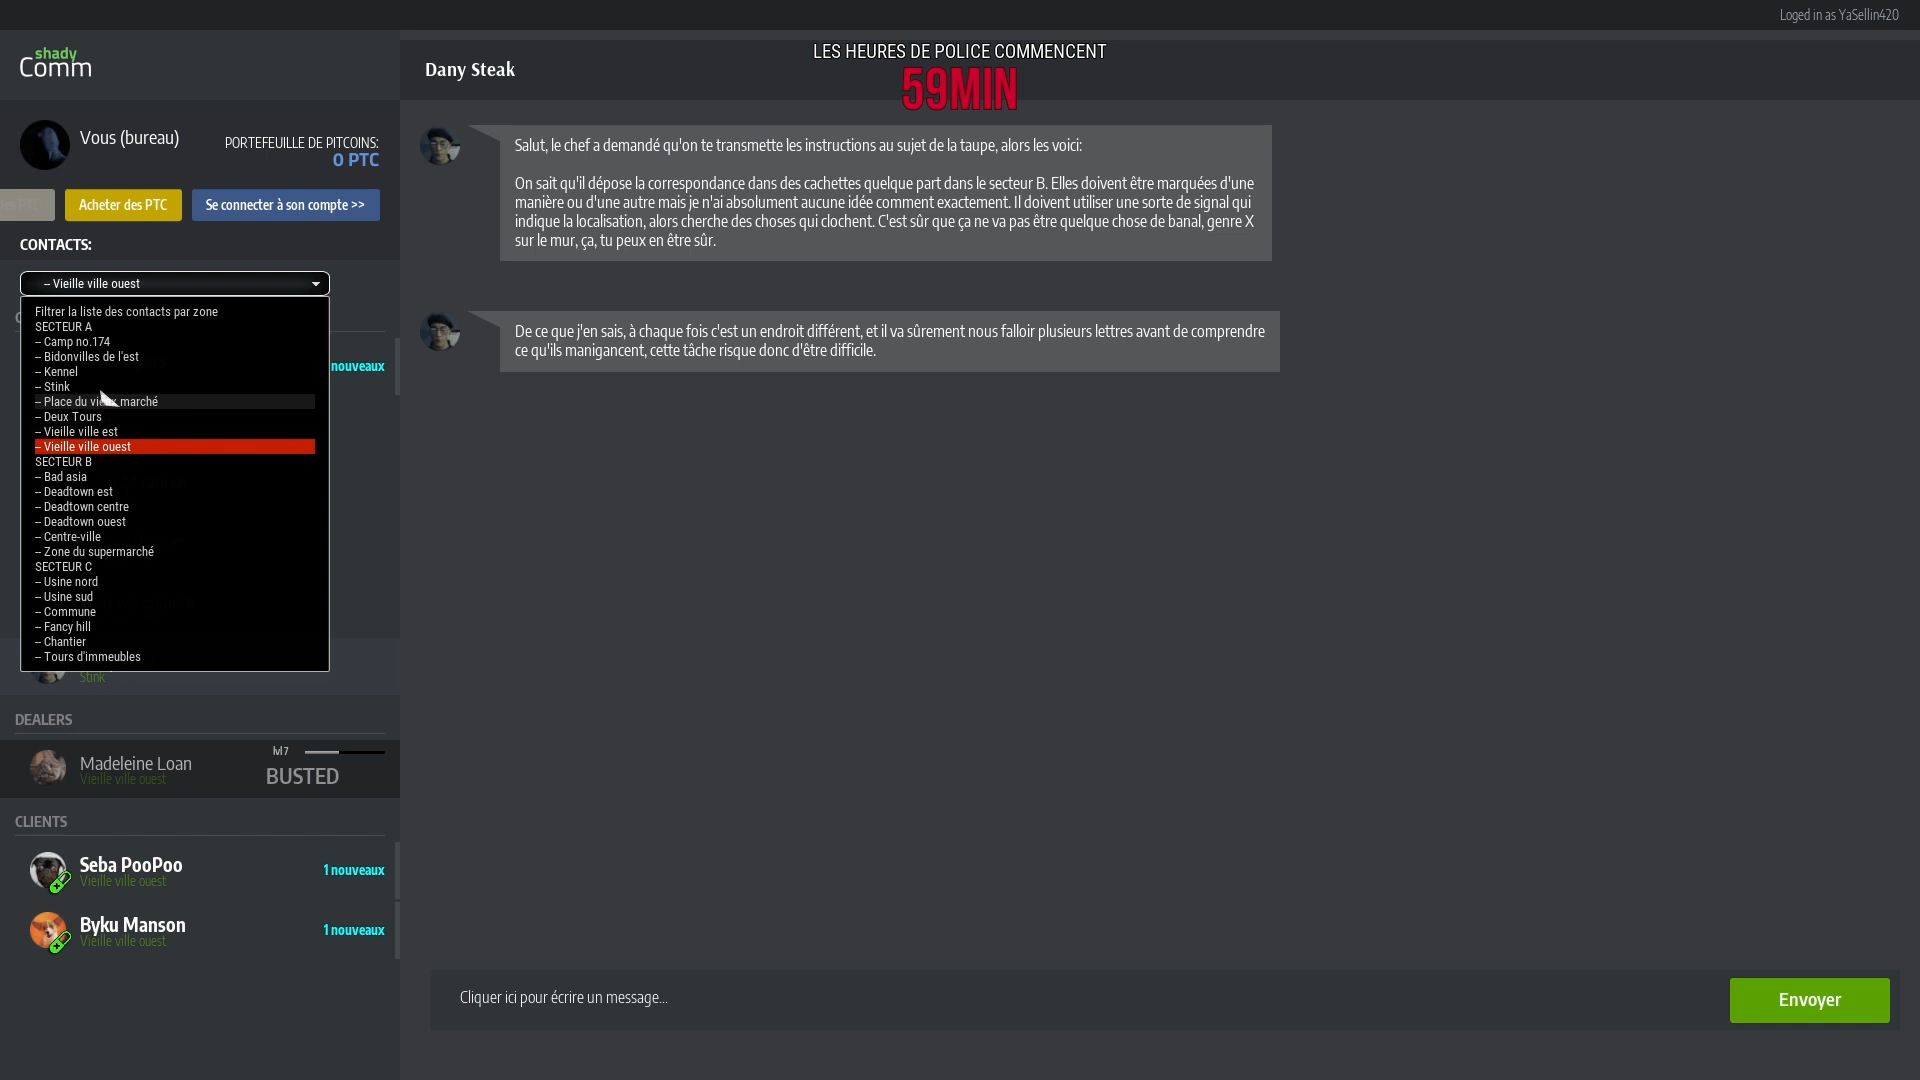 Loged in as YaSellin420
shady
Comm
Dany Steak
LES HEURES DE POLICE COMMENCENT
59MIN
Vous (bureau)
PORTEFEUILLE DE PITCOINS:
0 PTC
Acheter des PTC
Se connecter à son compte >>
CONTACTS:
-- Vieille ville ouest
Filtrer la liste des contacts par zone
SECTEUR A
-- Camp no.174
-- Bidonvilles de l'est
-- Kennel
-- Stink
-- Place du vieux marché
-- Deux Tours
-- Vieille ville est
-- Vieille ville ouest
SECTEUR B
-- Bad asia
-- Deadtown est
-- Deadtown centre
-- Deadtown ouest
-- Centre-ville
-- Zone du supermarché
SECTEUR C
-- Usine nord
-- Usine sud
-- Commune
-- Fancy hill
-- Chantier
-- Tours d'immeubles
nouveaux
Stink
DEALERS
Madeleine Loan
Vieille ville ouest
lvl 7
BUSTED
CLIENTS
Seba PooPoo
Vieille ville ouest
1 nouveaux
Byku Manson
Vieille ville ouest
1 nouveaux
Salut, le chef a demandé qu'on te transmette les instructions au sujet de la taupe, alors les voici:
On sait qu'il dépose la correspondance dans des cachettes quelque part dans le secteur B. Elles doivent être marquées d'une
manière ou d'une autre mais je n'ai absolument aucune idée comment exactement. Il doivent utiliser une sorte de signal qui
indique la localisation, alors cherche des choses qui clochent. C'est sûr que ça ne va pas être quelque chose de banal, genre X
sur le mur, ça, tu peux en être sûr.
De ce que j'en sais, à chaque fois c'est un endroit différent, et il va sûrement nous falloir plusieurs lettres avant de comprendre
ce qu'ils manigancent, cette tâche risque donc d'être difficile.
Cliquer ici pour écrire un message...
Envoyer